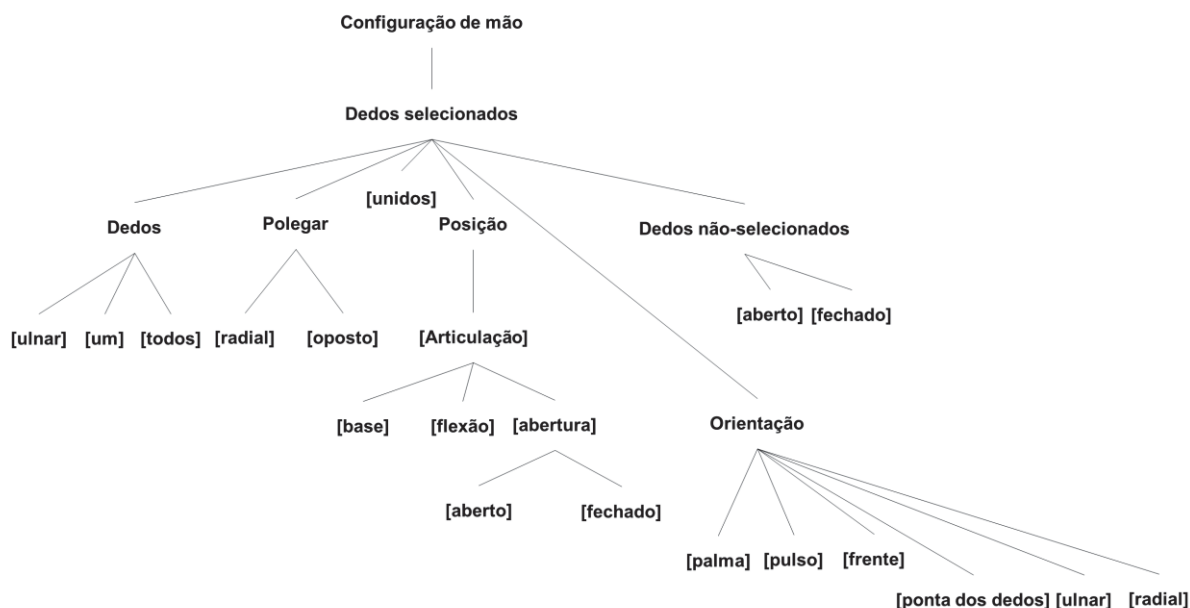 Configuração de mão
Dedos selecionados
[unidos]
Dedos
Polegar
Posição
Dedos não-selecionados
[aberto] [fechado]
[ulnar] [um] [todos] [radial] [oposto] [Articulação]
[base] [flexão] [abertura]
Orientação
[aberto] [fechado]
[palma] [pulso] [frente]
[ponta dos dedos] [ulnar] [radial]